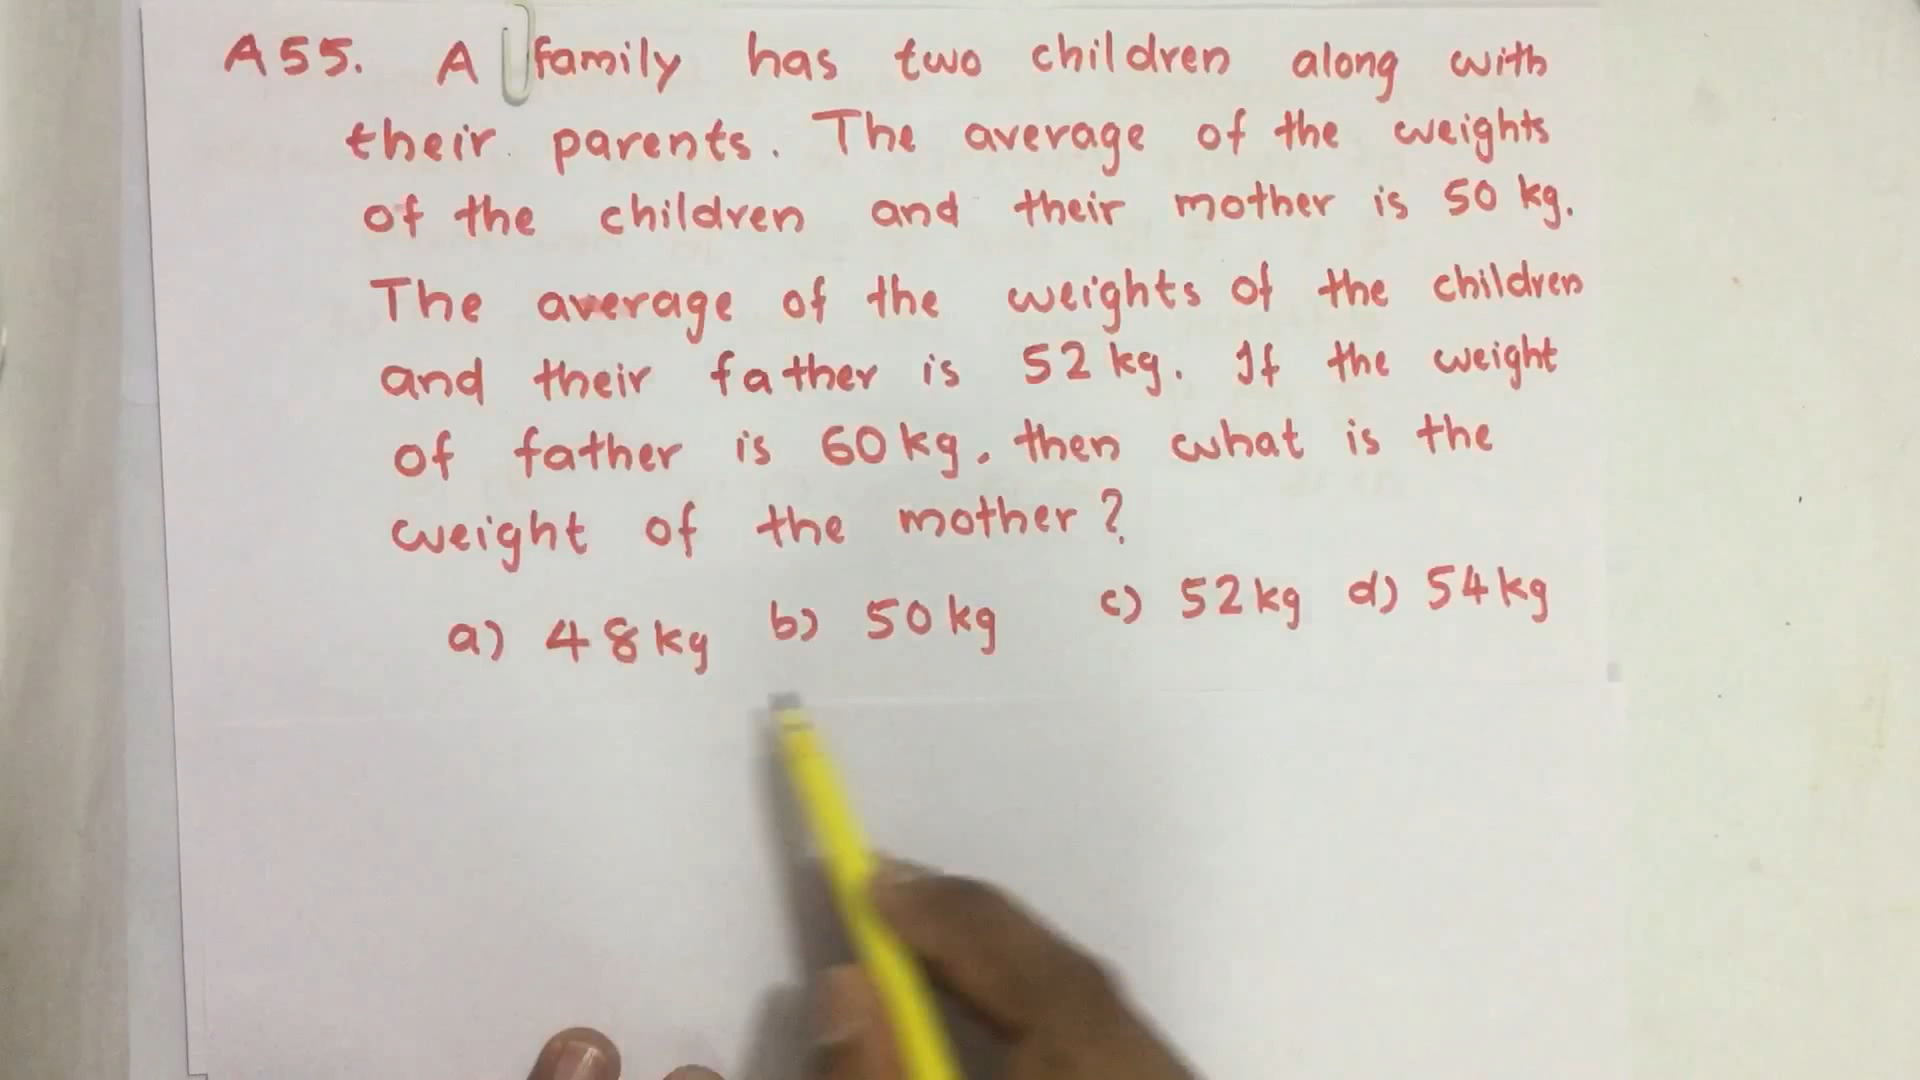 A55. A family has two children along with
their parents. The average of the weights
of the children and their mother is 50 kg.
The average of the weights of the children
and their father is 52 kg. If the weight
of father is 60 kg. then what is the
weight of the mother?
a) 48 kg b) 50 kg c) 52 kg d) 54 kg